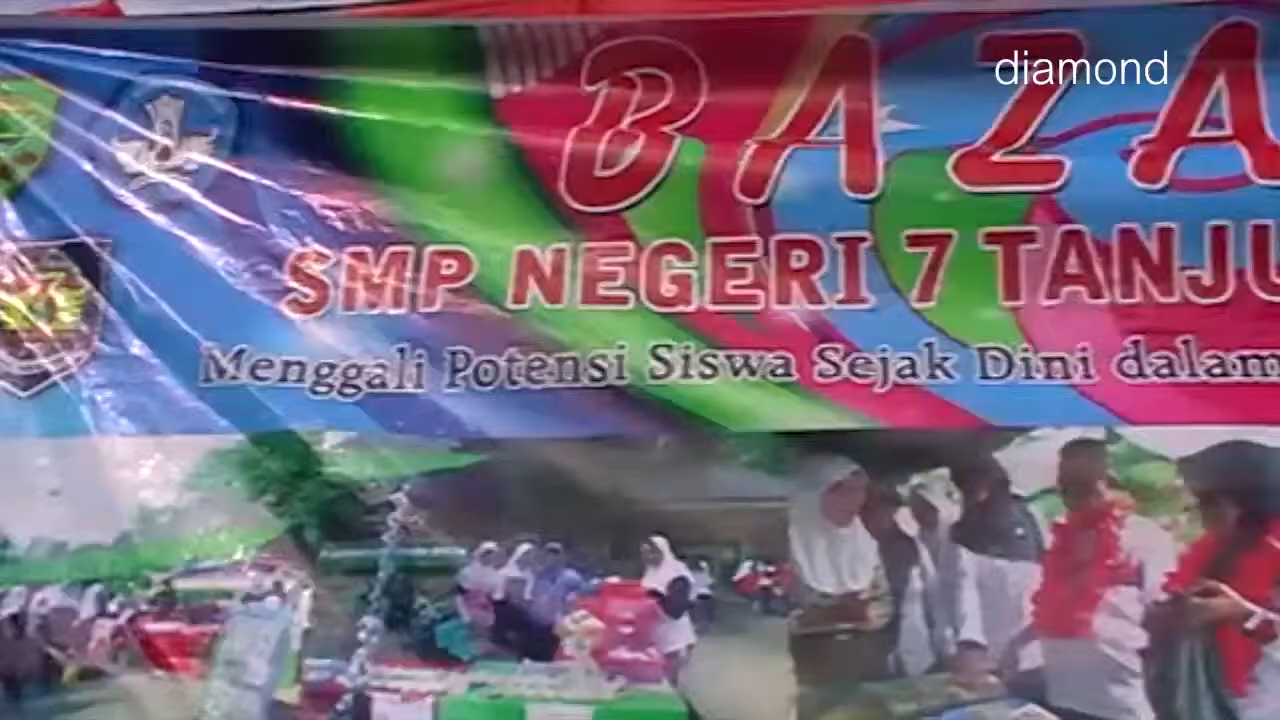 diamond
BAZA
SMP NEGERI 7 TANJU
Menggali Potensi Siswa Sejak Dini dalam